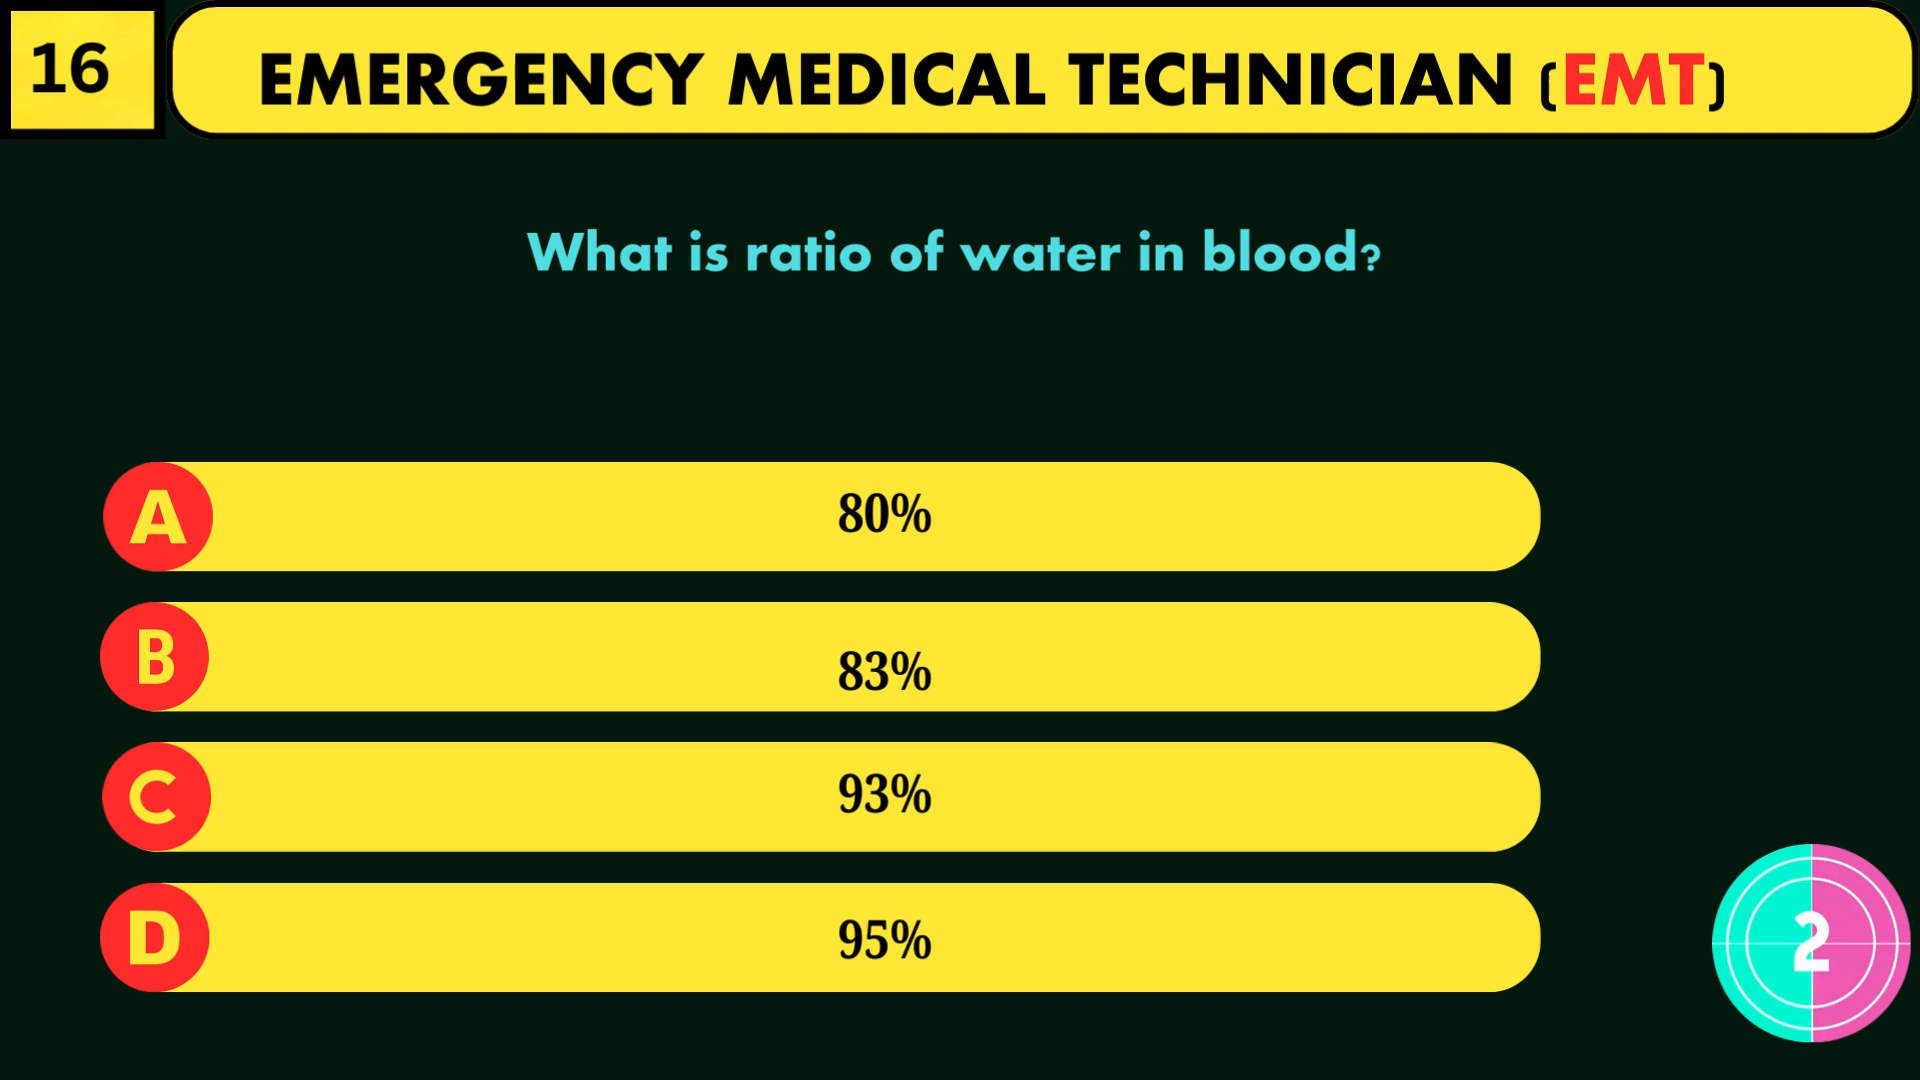 16
EMERGENCY MEDICAL TECHNICIAN (EMT)
What is ratio of water in blood?
A 80%
B 83%
C 93%
D 95%
2